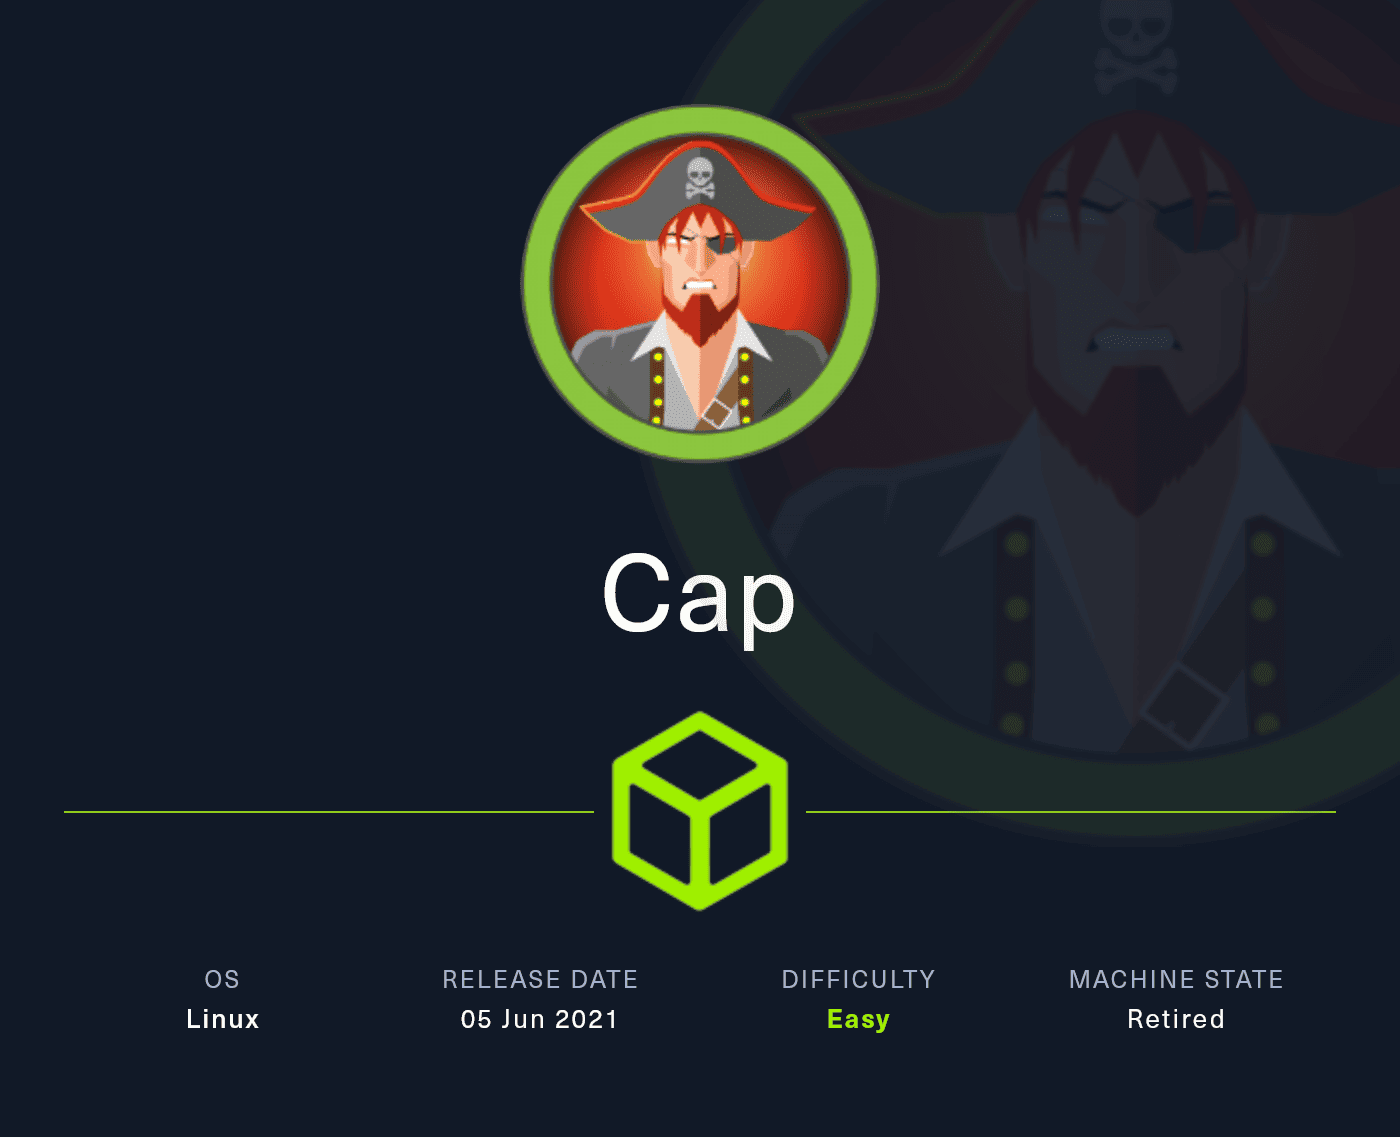 Cap
OS
RELEASE DATE
DIFFICULTY
MACHINE STATE
Linux
05 Jun 2021
Easy
Retired